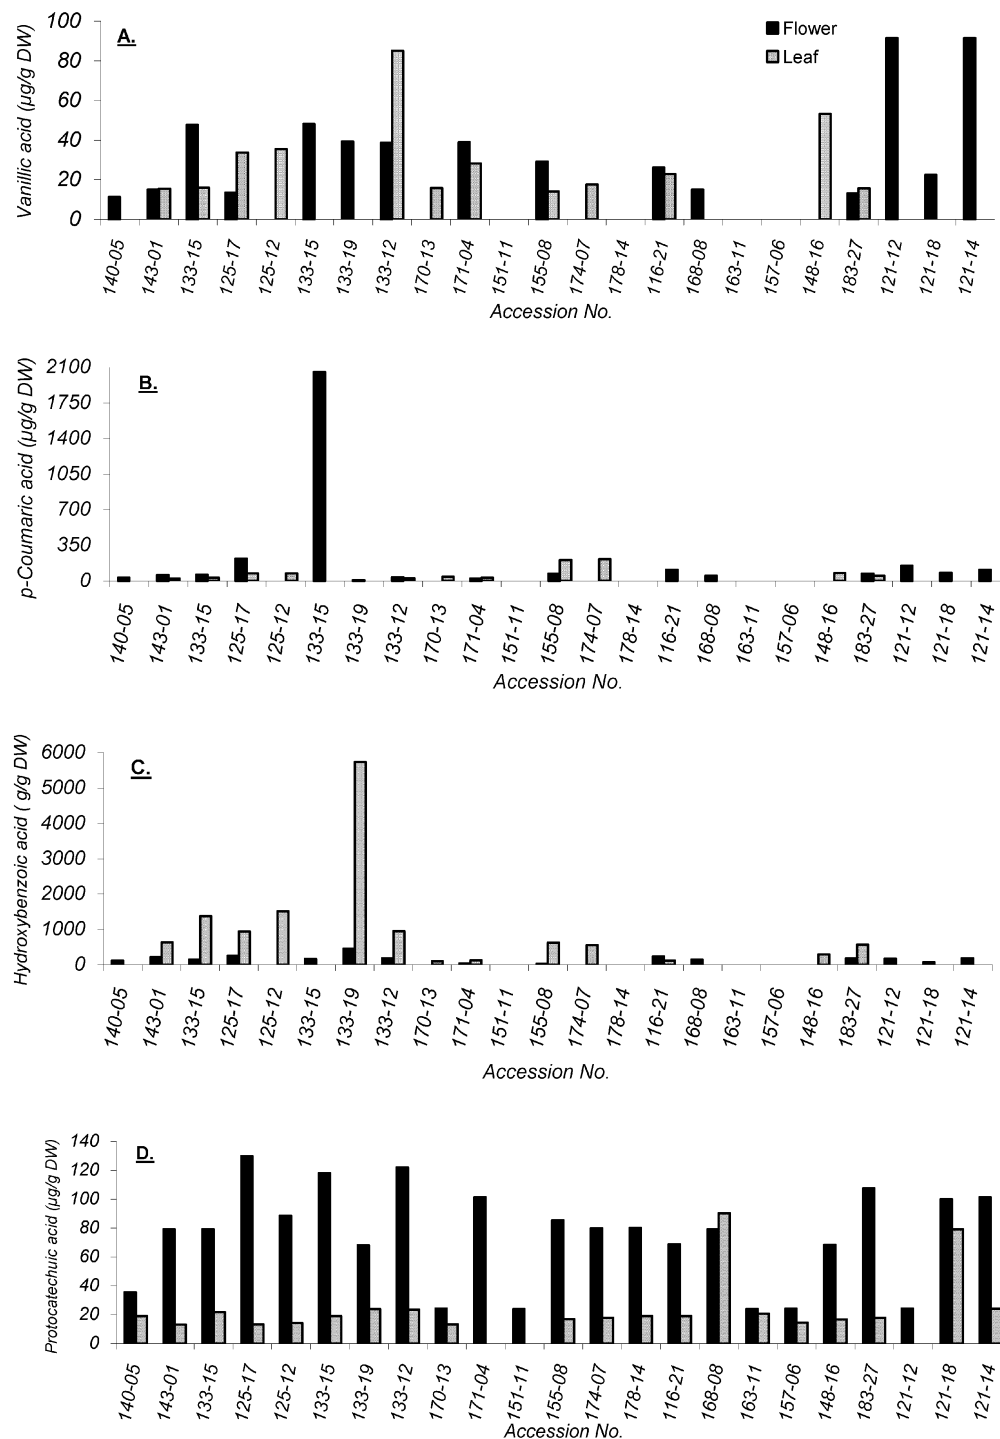 A.
Flower
Leaf
Vanillic acid (µg/g DW)
100
80
60
40
20
0
140-05 143-01 133-15 125-17 125-12 133-15 133-19 133-12 170-13 171-04 151-11 155-08 174-07 178-14 116-21 168-08 163-11 157-06 148-16 183-27 121-12 121-18 121-14
Accession No.
B.
p-Coumaric acid (µg/g DW)
2100
1750
1400
1050
700
350
0
140-05 143-01 133-15 125-17 125-12 133-15 133-19 133-12 170-13 171-04 151-11 155-08 174-07 178-14 116-21 168-08 163-11 157-06 148-16 183-27 121-12 121-18 121-14
Accession No.
C.
Hydroxybenzoic acid ( g/g DW)
6000
5000
4000
3000
2000
1000
0
140-05 143-01 133-15 125-17 125-12 133-15 133-19 133-12 170-13 171-04 151-11 155-08 174-07 178-14 116-21 168-08 163-11 157-06 148-16 183-27 121-12 121-18 121-14
Accession No.
D.
Protocatechuic acid (µg/g DW)
140
120
100
80
60
40
20
0
140-05 143-01 133-15 125-17 125-12 133-15 133-19 133-12 170-13 171-04 151-11 155-08 174-07 178-14 116-21 168-08 163-11 157-06 148-16 183-27 121-12 121-18 121-14
Accession No.